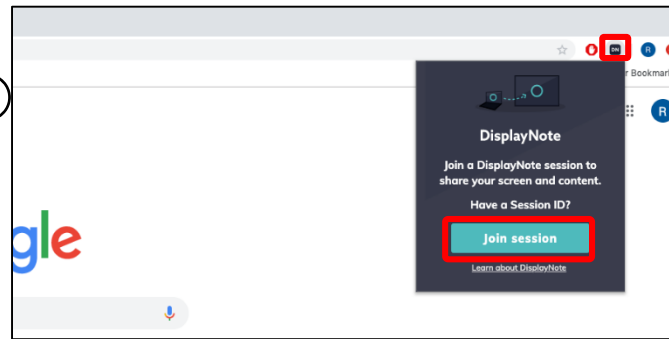 DN
R
r Bookmark
R
DisplayNote
Join a DisplayNote session to
share your screen and content.
Have a Session ID?
Join session
Learn about DisplayNote
gle